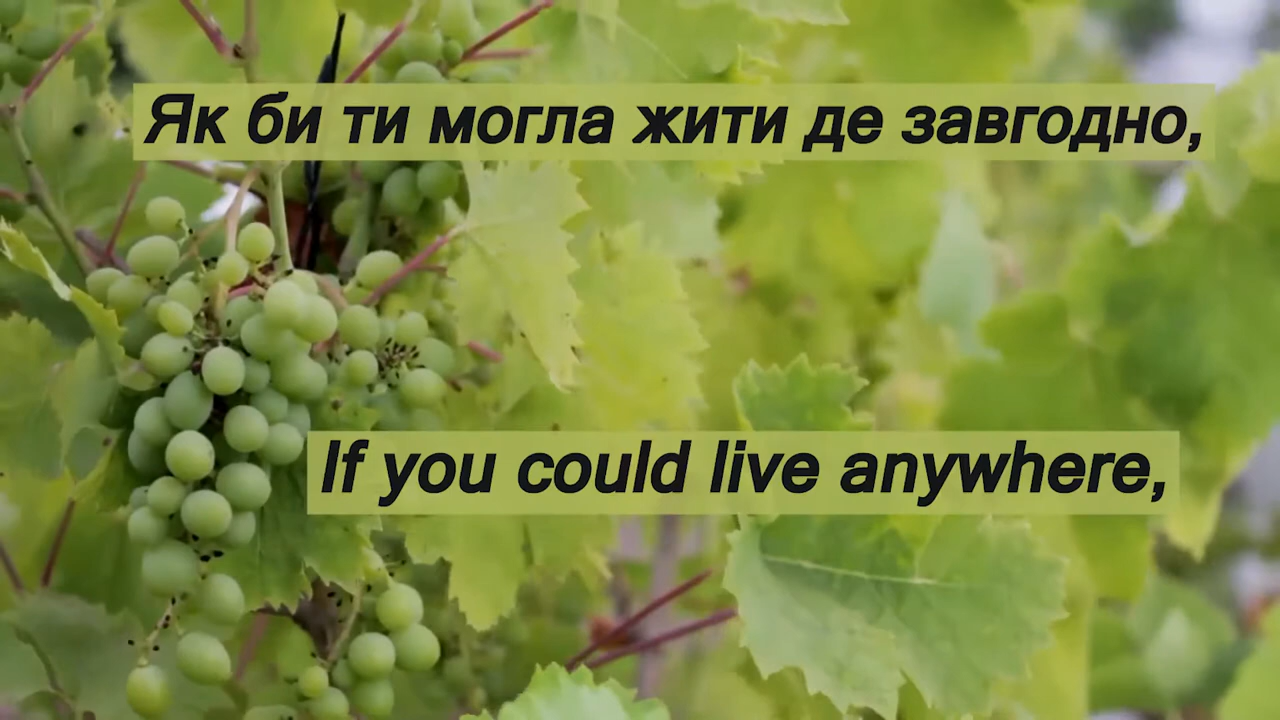 Як би ти могла жити де завгодно,
If you could live anywhere,